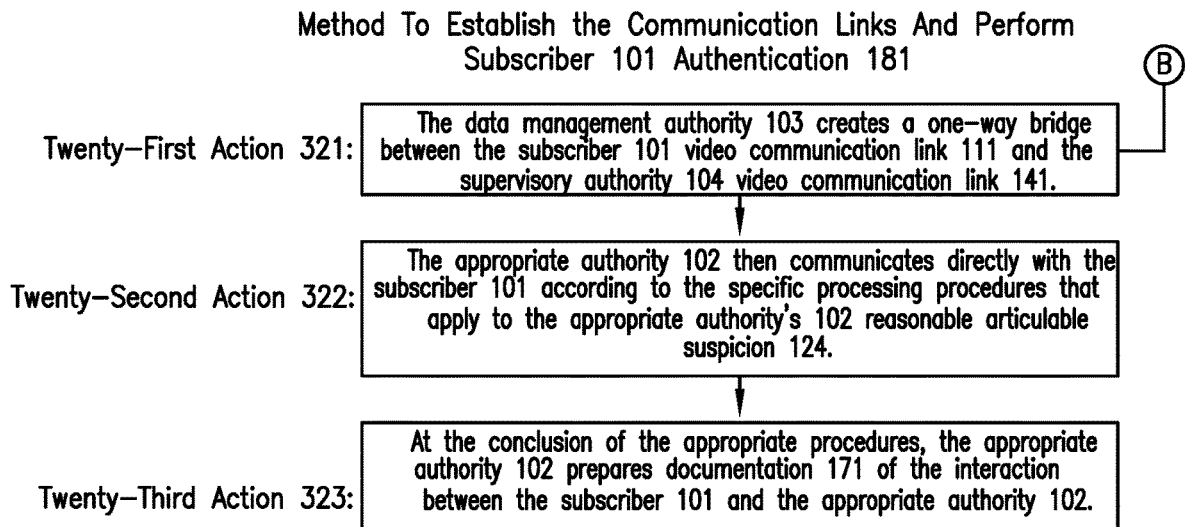 Method To Establish the Communication Links And Perform
Subscriber 101 Authentication 181
B
Twenty–First Action 321:
The data management authority 103 creates a one–way bridge
between the subscriber 101 video communication link 111 and the
supervisory authority 104 video communication link 141.
Twenty–Second Action 322:
The appropriate authority 102 then communicates directly with the
subscriber 101 according to the specific processing procedures that
apply to the appropriate authority's 102 reasonable articulable
suspicion 124.
Twenty–Third Action 323:
At the conclusion of the appropriate procedures, the appropriate
authority 102 prepares documentation 171 of the interaction
between the subscriber 101 and the appropriate authority 102.